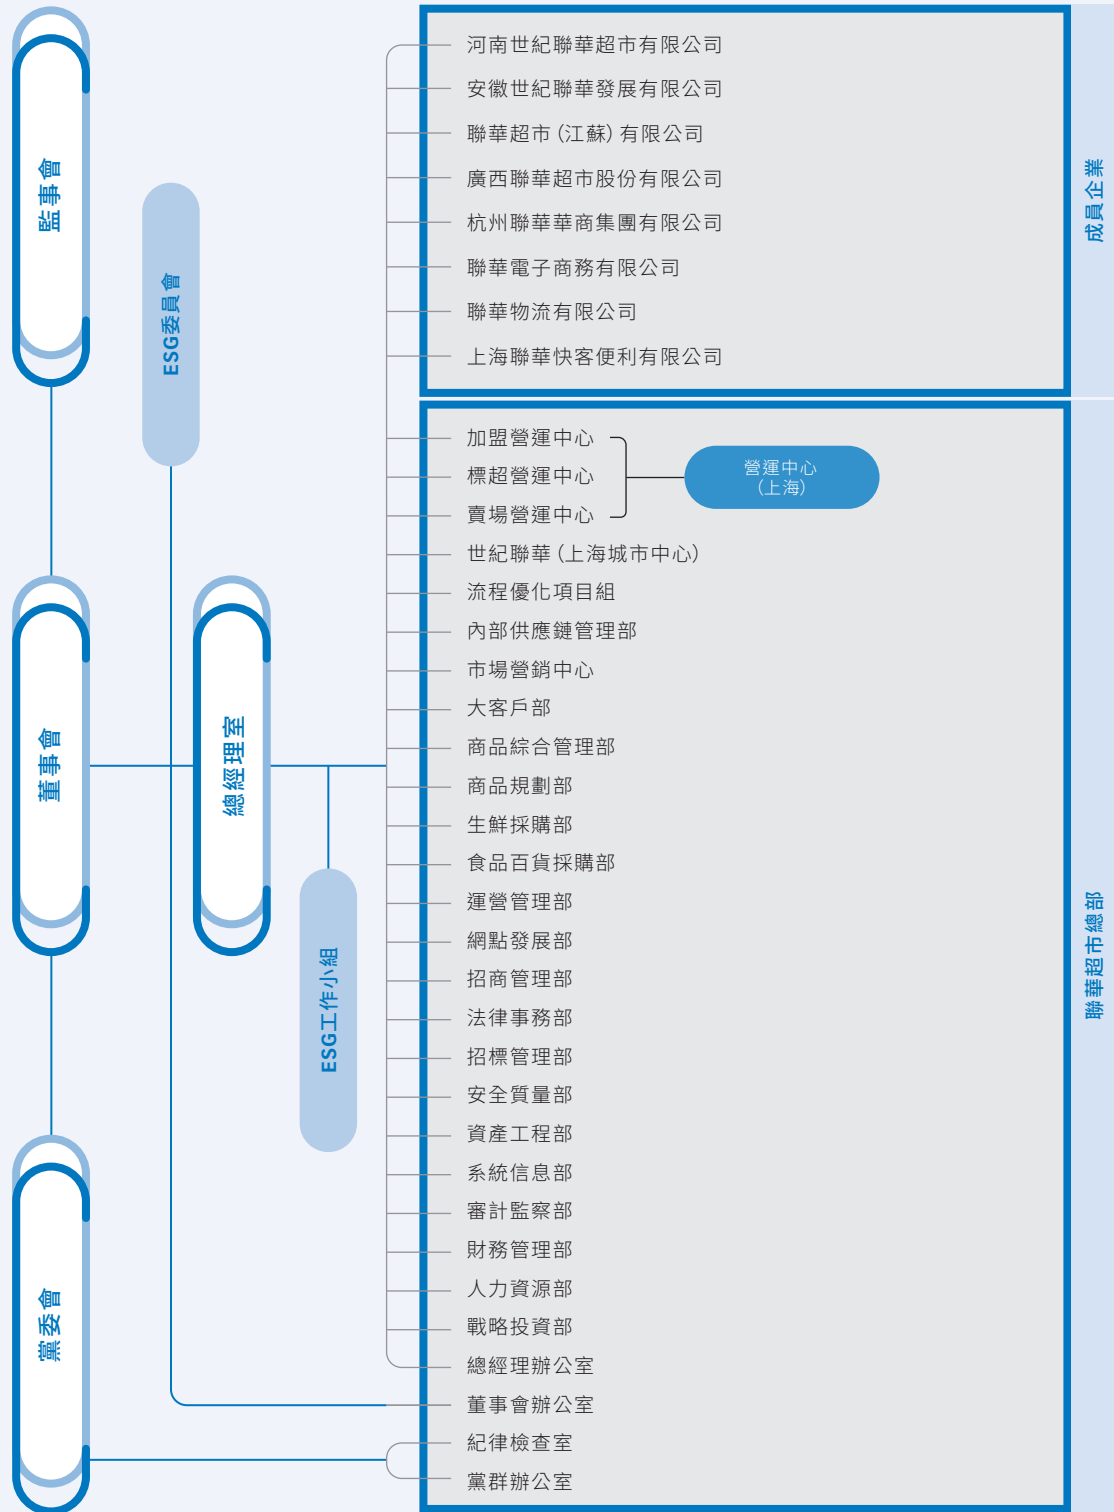 監事會
ESG委員會
董事會
總經理室
ESG工作小組
黨委會
河南世紀聯華超市有限公司
安徽世紀聯華發展有限公司
聯華超市（江蘇）有限公司
廣西聯華超市股份有限公司
杭州聯華華商集團有限公司
聯華電子商務有限公司
聯華物流有限公司
上海聯華快客便利有限公司
成員企業
加盟營運中心
標超營運中心
賣場營運中心
營運中心
（上海）
世紀聯華（上海城市中心）
流程優化項目組
內部供應鏈管理部
市場營銷中心
大客戶部
商品綜合管理部
商品規劃部
生鮮採購部
食品百貨採購部
運營管理部
網點發展部
招商管理部
法律事務部
招標管理部
安全質量部
資產工程部
系統信息部
審計監察部
財務管理部
人力資源部
戰略投資部
總經理辦公室
董事會辦公室
紀律檢查室
黨群辦公室
聯華超市總部